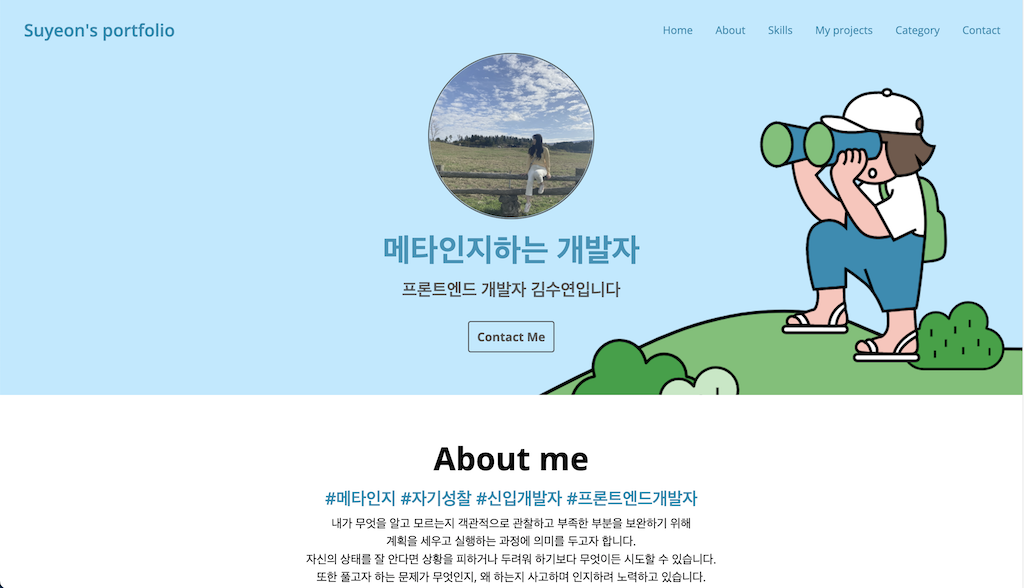 Suyeon's portfolio
Home About Skills My projects Category Contact
메타인지하는 개발자
프론트엔드 개발자 김수연입니다
Contact Me
About me
#메타인지 #자기성찰 #신입개발자 #프론트엔드개발자
내가 무엇을 알고 모르는지 객관적으로 관찰하고 부족한 부분을 보완하기 위해
계획을 세우고 실행하는 과정에 의미를 두고자 합니다.
자신의 상태를 잘 안다면 상황을 피하거나 두려워 하기보다 무엇이든 시도할 수 있습니다.
또한 풀고자 하는 문제가 무엇인지, 왜 하는지 사고하며 인지하려 노력하고 있습니다.